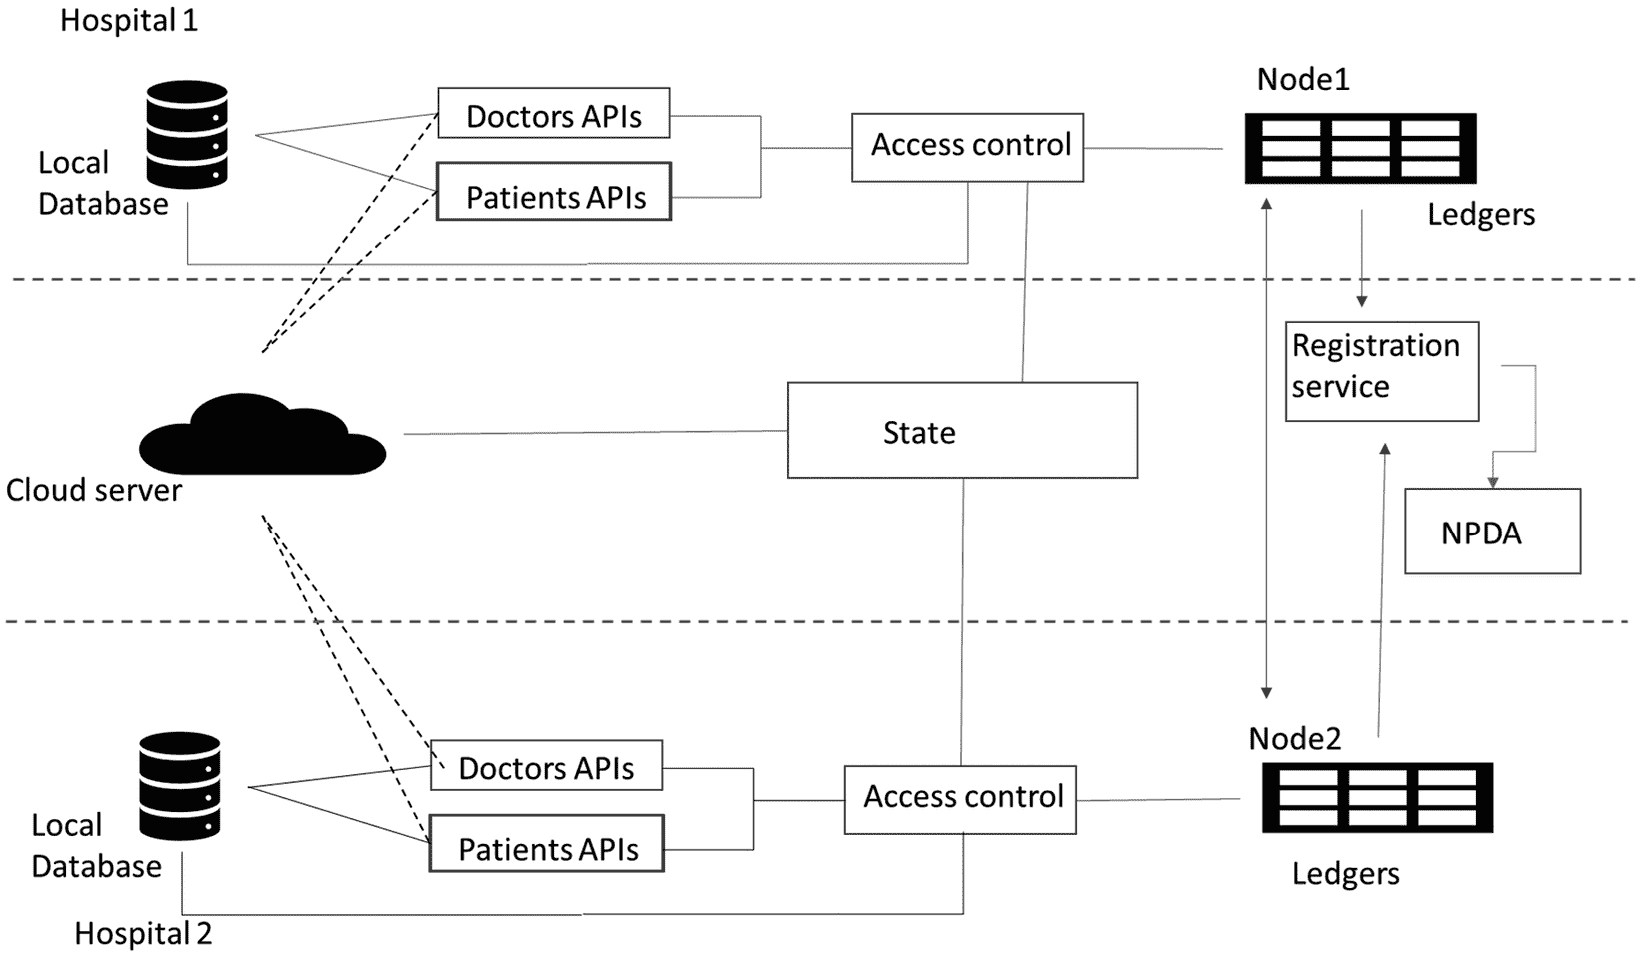 Hospital 1
Node1
Doctors APIs
Access control
Local
Database
Patients APIs
Ledgers
Registration
service
State
Cloud server
NPDA
Node2
Doctors APIs
Access control
Local
Database
Patients APIs
Ledgers
Hospital 2